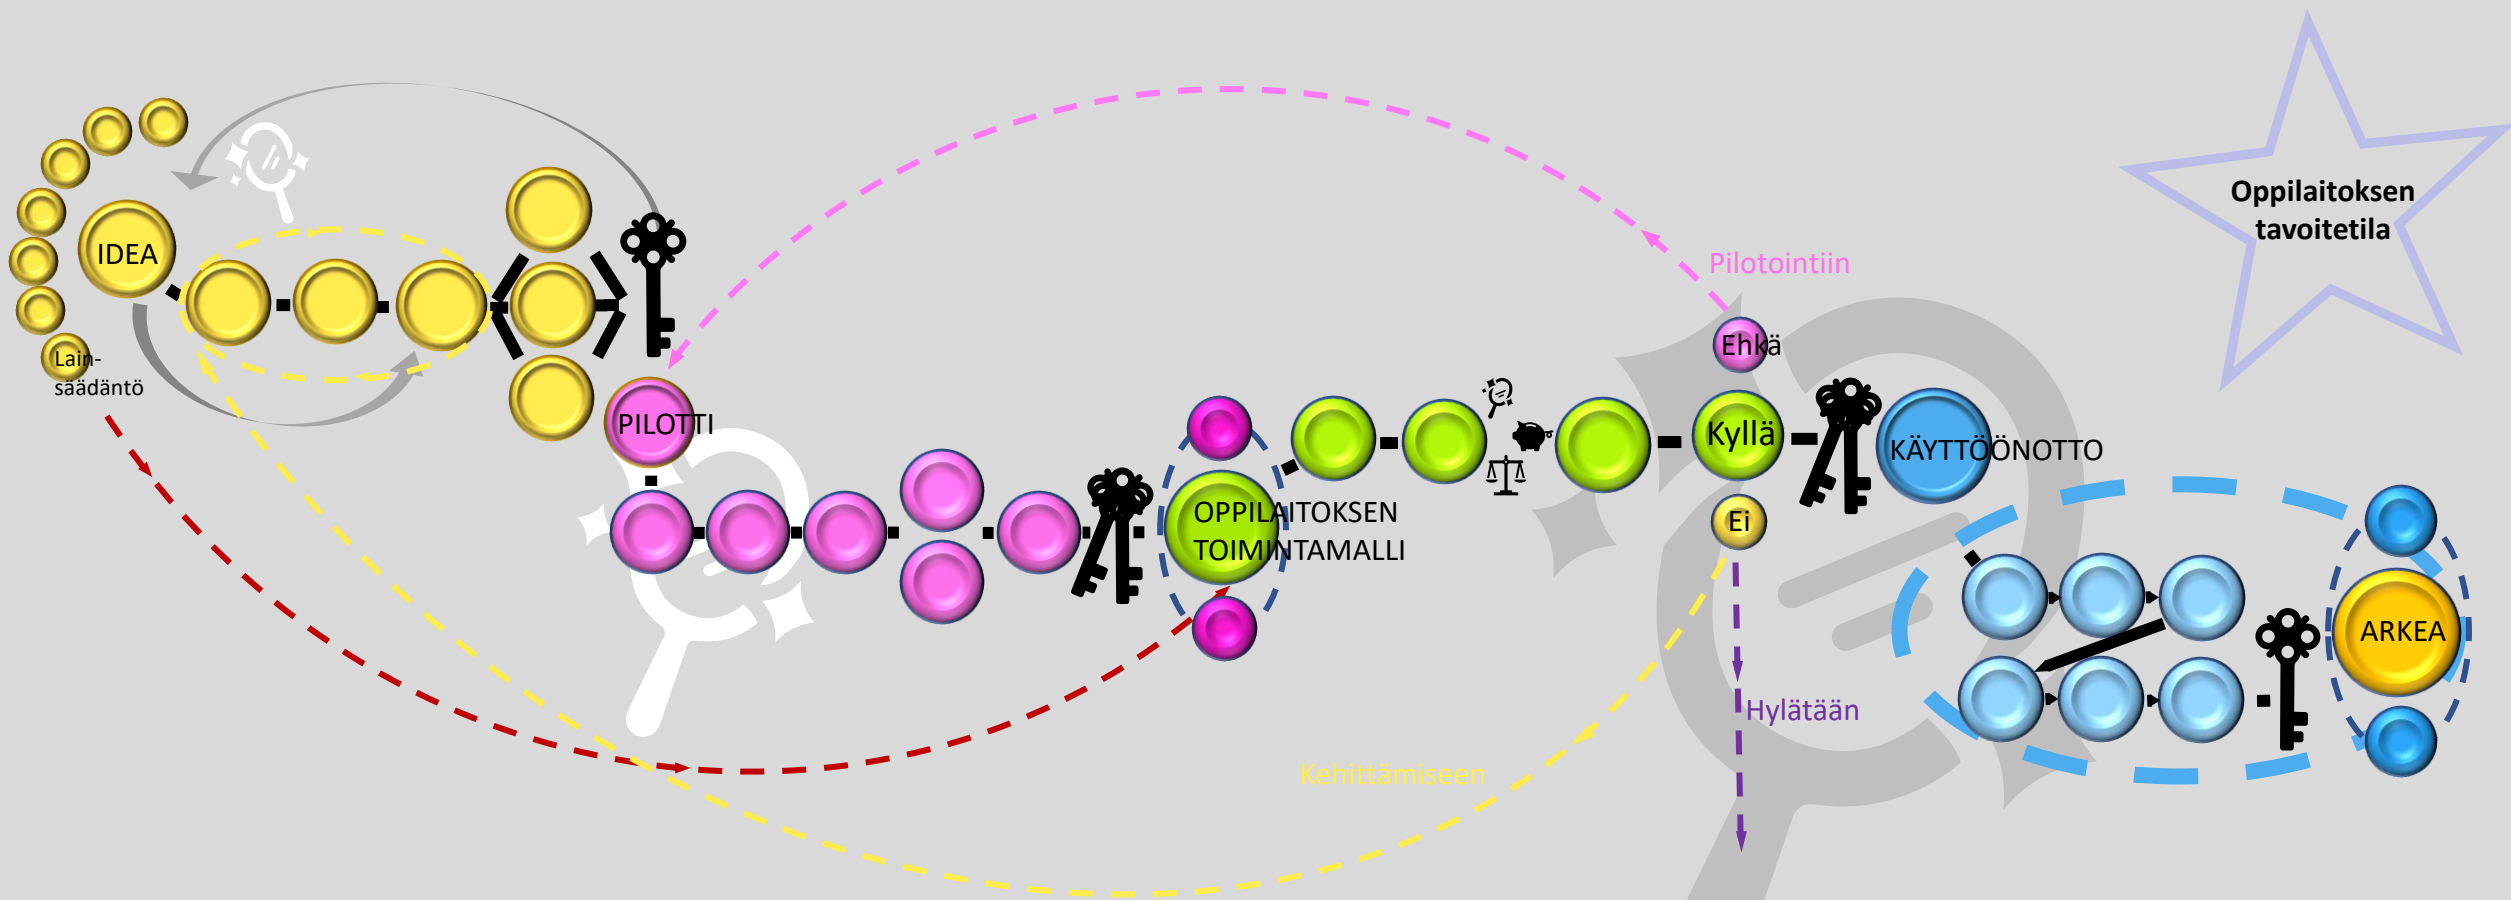 IDEA
Lain-
säädäntö
PILOTTI
OPPILAITOKSEN
TOIMINTAMALLI
Pilotointiin
Ehkä
Kyllä
Ei
Kehittämiseen
Hylätään
KÄYTTÖÖNOTTO
ARKEA
Oppilaitoksen
tavoitetila